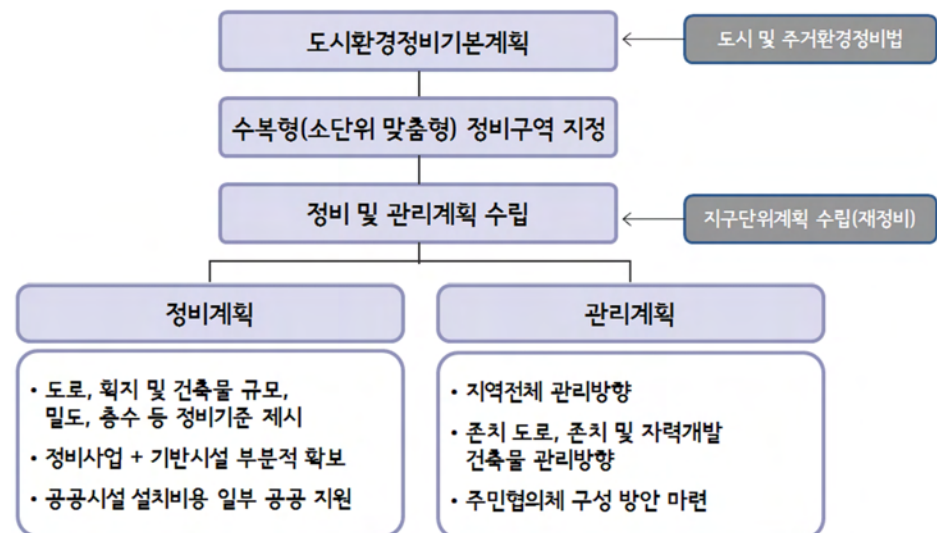 도시환경정비기본계획
도시 및 주거환경정비법
수복형(소단위 맞춤형) 정비구역 지정
정비 및 관리계획 수립
지구단위계획 수립(재정비)
정비계획
• 도로, 획지 및 건축물 규모,
밀도, 층수 등 정비기준 제시
• 정비사업 + 기반시설 부분적 확보
• 공공시설 설치비용 일부 공공 지원
관리계획
• 지역전체 관리방향
• 존치 도로, 존치 및 자력개발
건축물 관리방향
• 주민협의체 구성 방안 마련